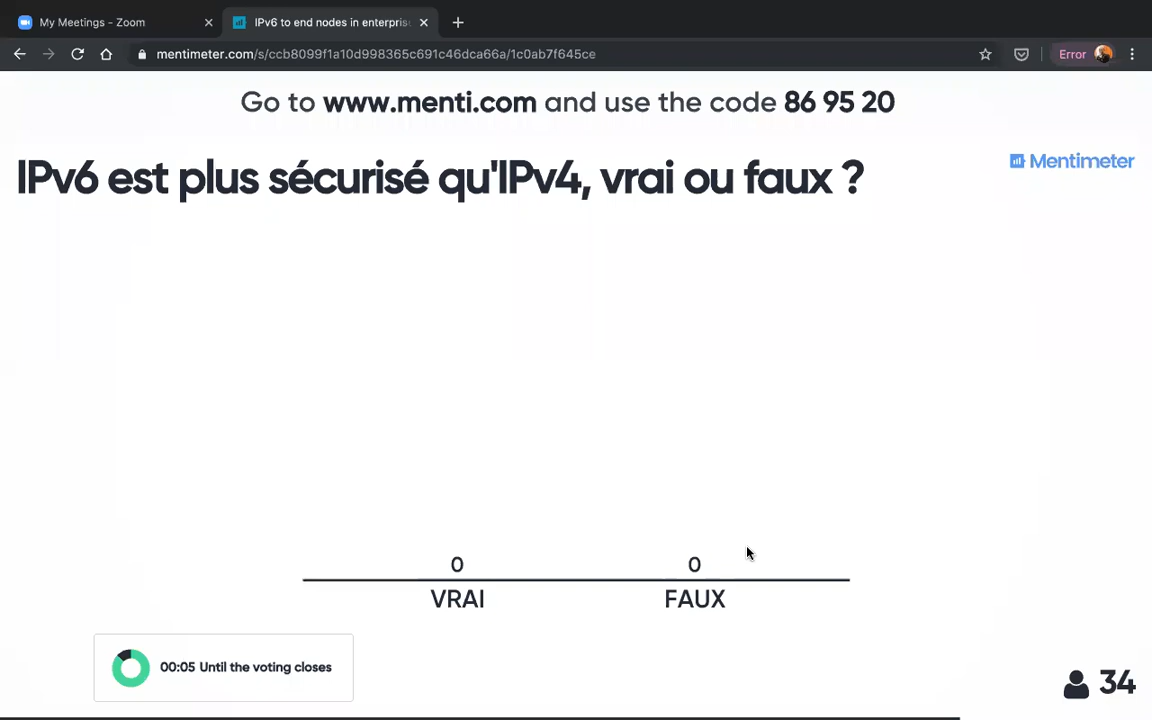 My Meetings - Zoom
IPv6 to end nodes in enterpris
mentimeter.com/s/ccb8099f1a10d998365c691c46dca66a/1c0ab7f645ce
Error
Go to www.menti.com and use the code 86 95 20
Mentimeter
IPv6 est plus sécurisé qu'IPv4, vrai ou faux ?
0 0
VRAI FAUX
00:05 Until the voting closes
34